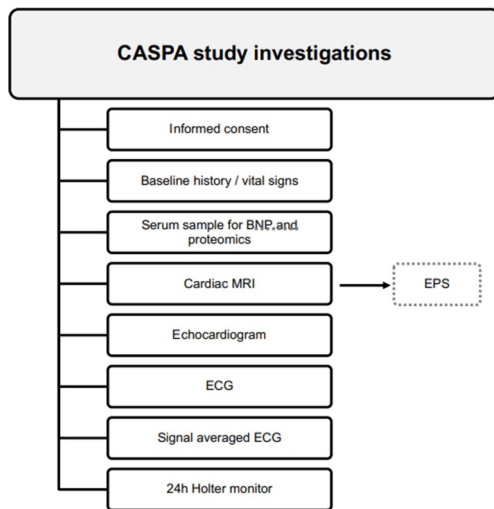 CASPA study investigations
Informed consent
Baseline history / vital signs
Serum sample for BNP and
proteomics
Cardiac MRI
EPS
Echocardiogram
ECG
Signal averaged ECG
24h Holter monitor